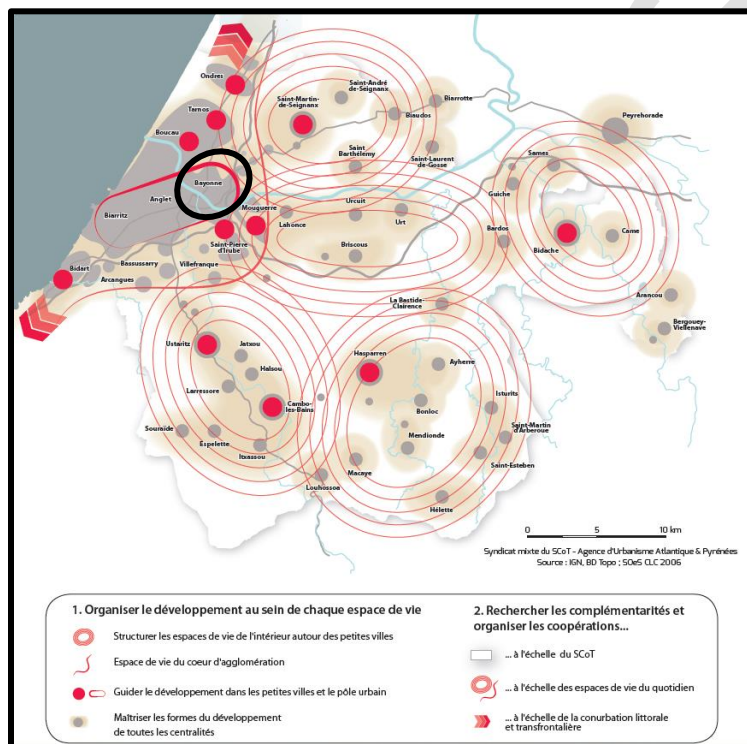 Ondres
Tarnos
Boucau
Saint-Martin-
de-Seignanx
Saint-André
de-Seignanx
Biarrotte
Biaudos
Saint
Barthélemy
Saint-Laurent
de-Gosse
Peyrehorade
Sames
Guiche
Bayonne
Anglet
Biarritz
Mouguerre
Lahonce
Urcuit
Urt
Briscous
Bardos
Bidache
Came
Saint-Pierre
d'Irube
Bidart
Bassussarry
Arcangues
Villefranque
Arancou
Bergouey-
Viellenave
La Bastide-
Clairence
Ustaritz
Jatxou
Halsou
Larressore
Cambo-
les-Bains
Hasparren
Ayherre
Bonloc
Isturits
Mendionde
Saint-Martin
d'Arberoue
Saint-Esteben
Souraïde
Espelette
Itxassou
Macaye
Louhossoa
Hélette
0 5 10 km
Syndicat mixte du SCoT - Agence d'Urbanisme Atlantique & Pyrénées
Source : IGN, BD Topo ; SOeS CLC 2006
1. Organiser le développement au sein de chaque espace de vie
Structurer les espaces de vie de l'intérieur autour des petites villes
Espace de vie du coeur d'agglomération
Guider le développement dans les petites villes et le pôle urbain
Maîtriser les formes du développement
de toutes les centralités
2. Rechercher les complémentarités et
organiser les coopérations...
... à l'échelle du SCoT
... à l'échelle des espaces de vie du quotidien
... à l'échelle de la conurbation littorale
et transfrontalière